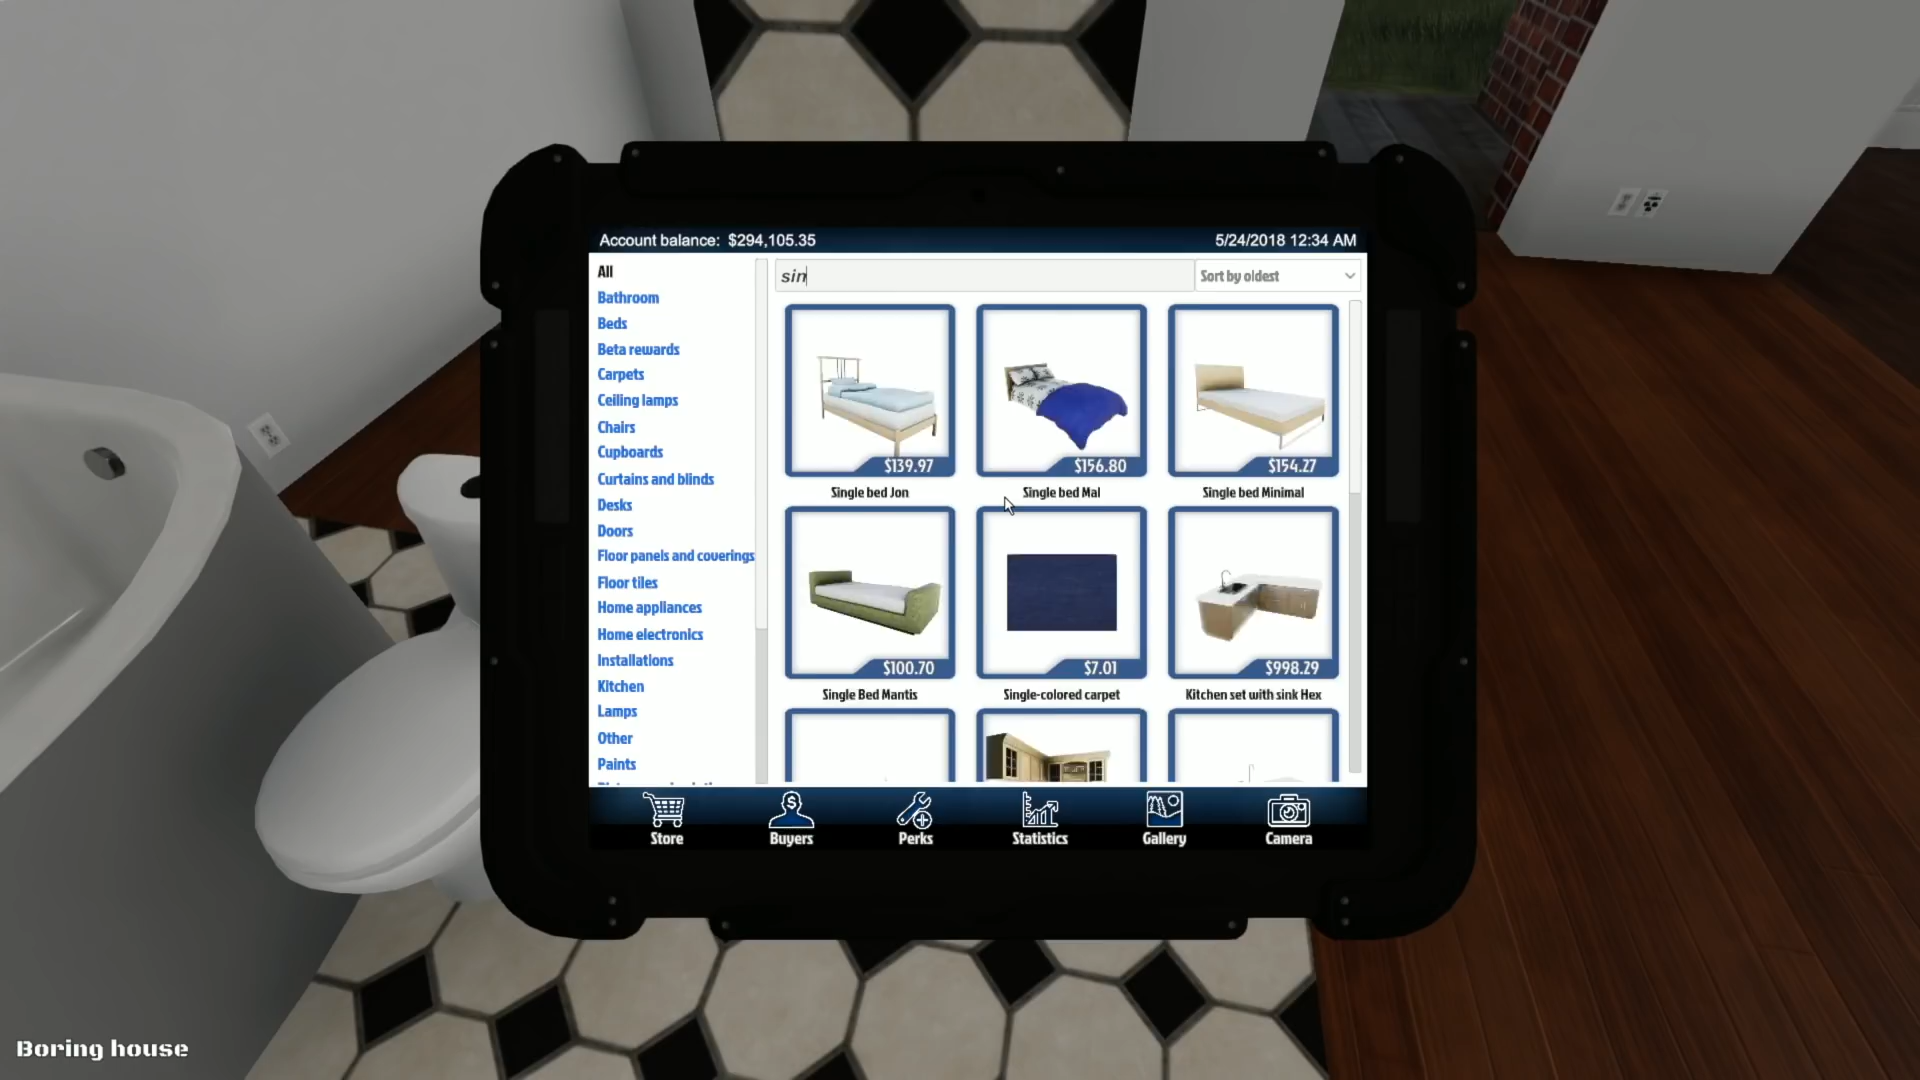 Account balance: $294,105.35
5/24/2018 12:34 AM
All
Bathroom
Beds
Beta rewards
Carpets
Ceiling lamps
Chairs
Cupboards
Curtains and blinds
Desks
Doors
Floor panels and coverings
Floor tiles
Home appliances
Home electronics
Installations
Kitchen
Lamps
Other
Paints
sin
Sort by oldest
$139.97
$156.80
$154.27
Single bed Jon
Single bed Mal
Single bed Minimal
$100.70
$7.01
$998.29
Single Bed Mantis
Single-colored carpet
Kitchen set with sink Hex
Store
Buyers
Perks
Statistics
Gallery
Camera
Boring house